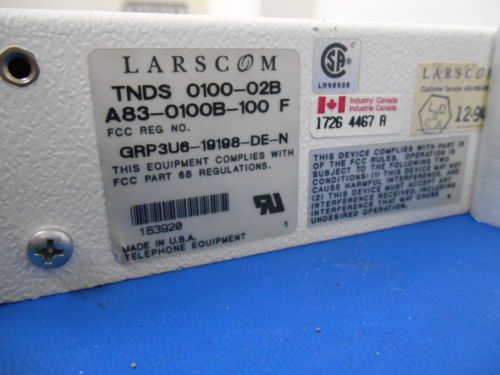 LARSCOM
TNDS 0100-02B
A83-0100B-100 F
FCC REG NO.
GRP3U6-19198-DE-N
THIS EQUIPMENT COMPLIES WITH
FCC PART 68 REGULATIONS.
163920
MADE IN U.S.A.
TELEPHONE EQUIPMENT
LR98938
Industry Canada
Industrie Canada
1726 4467 A
LARSCOM
Customer Service:
12-94
THIS DEVICE COMPLIES WITH PART 15
OF THE FCC RULES. OPERATION IS
SUBJECT TO THE FOLLOWING TWO
CONDITIONS: (1) THIS DEVICE MAY NOT
CAUSE HARMFUL INTERFERENCE, AND
(2) THIS DEVICE MUST ACCEPT ANY
INTERFERENCE RECEIVED, INCLUDING
INTERFERENCE THAT MAY CAUSE
UNDESIRED OPERATION.